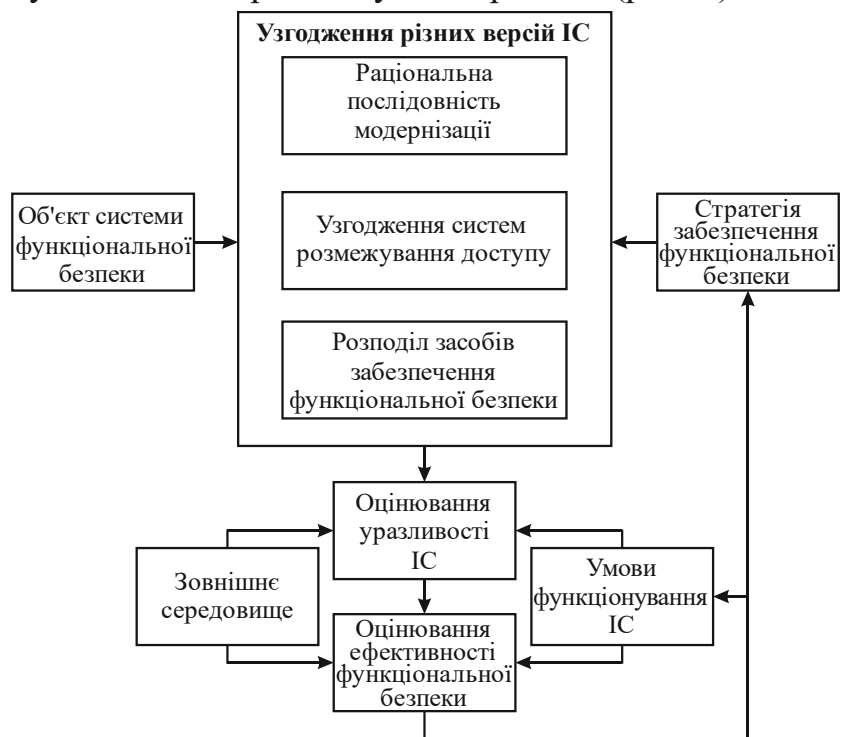 Узгодження різних версій ІС
Раціональна
послідовність
модернізації
Об'єкт системи
функціональної
безпеки
Узгодження систем
розмежування доступу
Стратегія
забезпечення
функціональної
безпеки
Розподіл засобів
забезпечення
функціональної безпеки
Оцінювання
уразливості
ІС
Зовнішнє
середовище
Умови
функціонування
ІС
Оцінювання
ефективності
функціональної
безпеки